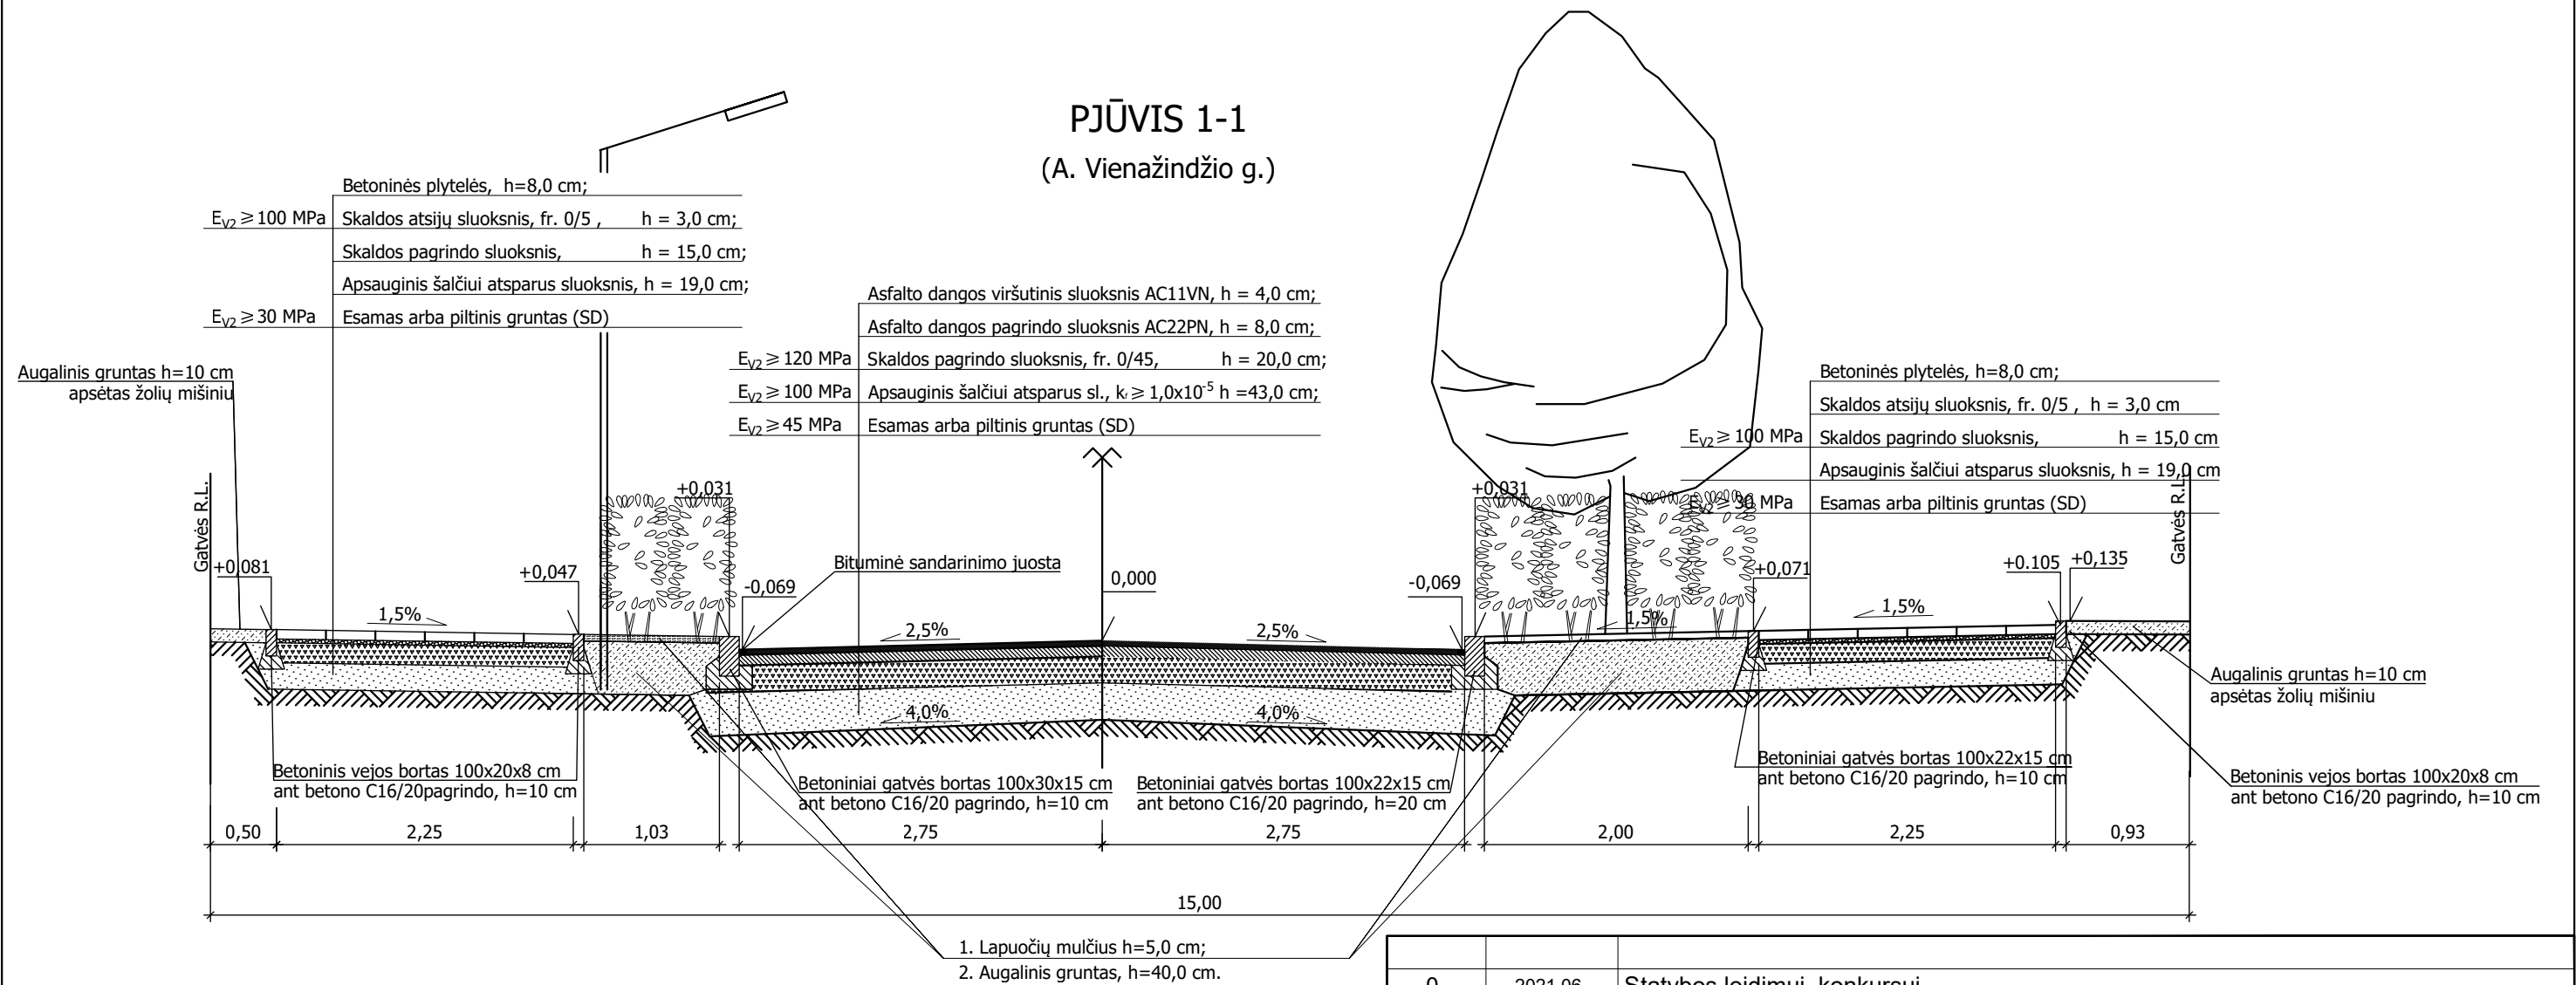 PJŪVIS 1-1
(A. Vienažindžio g.)
Betoninės plytelės, h=8,0 cm;
E_V2 ≥ 100 MPa Skaldos atsijų sluoksnis, fr. 0/5 , h = 3,0 cm;
Skaldos pagrindo sluoksnis, h = 15,0 cm;
Apsauginis šalčiui atsparus sluoksnis, h = 19,0 cm;
E_V2 ≥ 30 MPa Esamas arba piltinis gruntas (SD)
Asfalto dangos viršutinis sluoksnis AC11VN, h = 4,0 cm;
Asfalto dangos pagrindo sluoksnis AC22PN, h = 8,0 cm;
E_V2 ≥ 120 MPa Skaldos pagrindo sluoksnis, fr. 0/45, h = 20,0 cm;
E_V2 ≥ 100 MPa Apsauginis šalčiui atsparus sl., k ≥ 1,0x10⁻⁵ h =43,0 cm;
E_V2 ≥ 45 MPa Esamas arba piltinis gruntas (SD)
Betoninės plytelės, h=8,0 cm;
Skaldos atsijų sluoksnis, fr. 0/5 , h = 3,0 cm
E_V2 ≥ 100 MPa Skaldos pagrindo sluoksnis, h = 15,0 cm
Apsauginis šalčiui atsparus sluoksnis, h = 19,0 cm
E_V2 ≥ 30 MPa Esamas arba piltinis gruntas (SD)
Augalinis gruntas h=10 cm
apsėtas žolių mišiniu
Gatvės R.L.
Gatvės R.L.
+0,081
+0,047
+0,031
-0,069
Bituminė sandarinimo juosta
0,000
-0,069
+0,031
+0,071
+0.105
+0,135
1,5%
2,5%
2,5%
1,5%
1,5%
4,0%
4,0%
Augalinis gruntas h=10 cm
apsėtas žolių mišiniu
Betoninis vejos bortas 100x20x8 cm
ant betono C16/20pagrindo, h=10 cm
Betoniniai gatvės bortas 100x30x15 cm
ant betono C16/20 pagrindo, h=10 cm
Betoniniai gatvės bortas 100x22x15 cm
ant betono C16/20 pagrindo, h=20 cm
Betoniniai gatvės bortas 100x22x15 cm
ant betono C16/20 pagrindo, h=10 cm
Betoninis vejos bortas 100x20x8 cm
ant betono C16/20 pagrindo, h=10 cm
0,50 2,25 1,03 2,75 2,75 2,00 2,25 0,93
15,00
1. Lapuočių mulčius h=5,0 cm;
2. Augalinis gruntas, h=40,0 cm.
0 2021.06 Statybos leidimui, konkursui